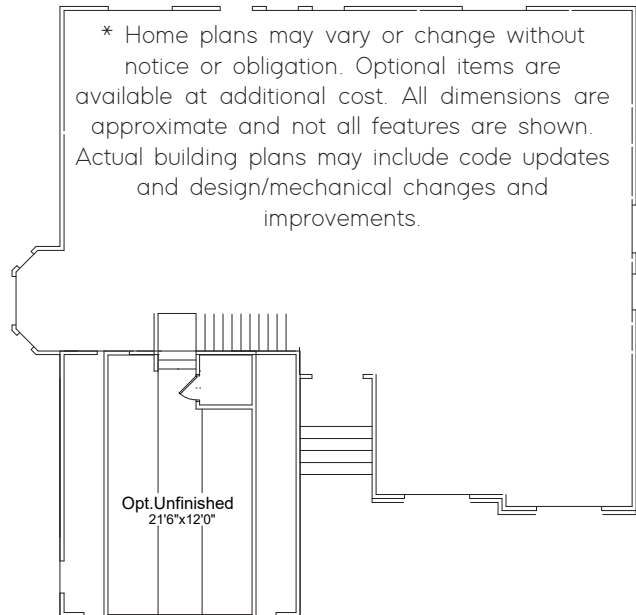 * Home plans may vary or change without
notice or obligation. Optional items are
available at additional cost. All dimensions are
approximate and not all features are shown.
Actual building plans may include code updates
and design/mechanical changes and
improvements.
Opt.Unfinished
21'6"x12'0"